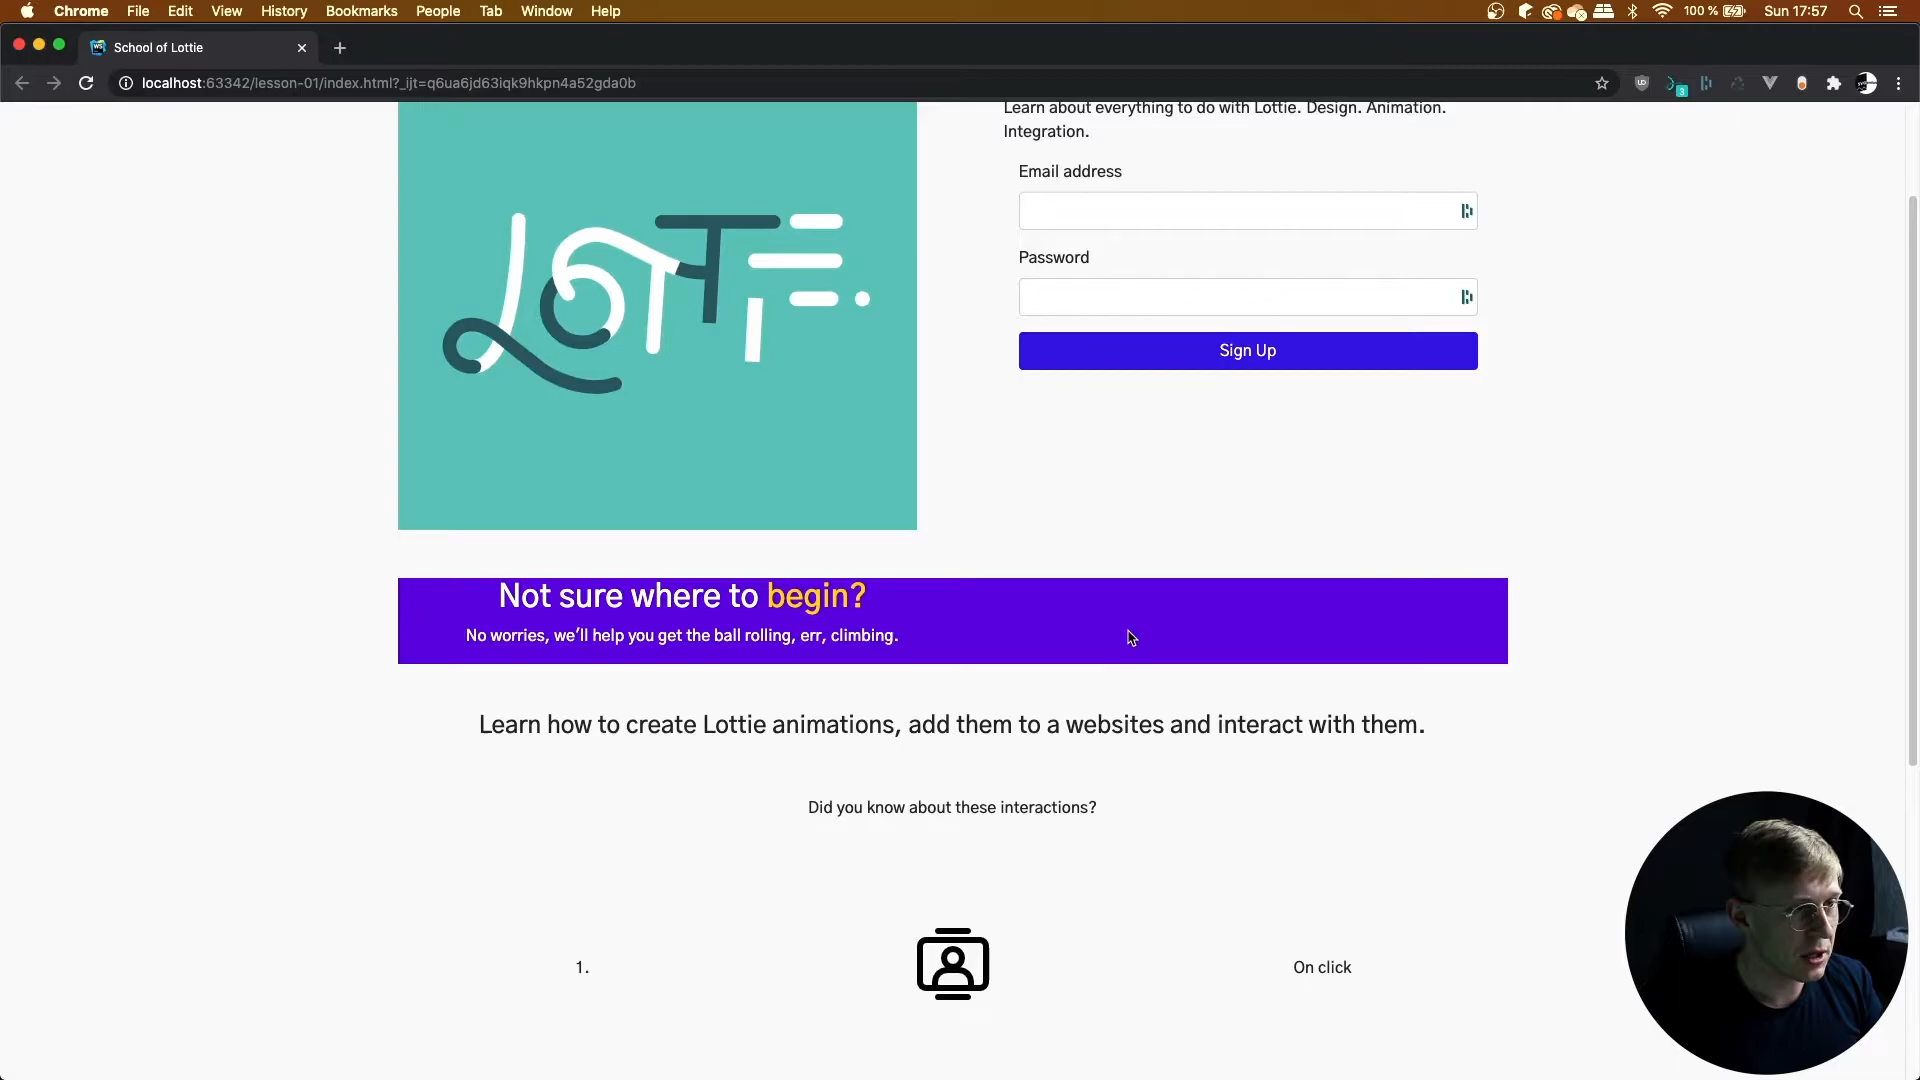 Chrome File Edit View History Bookmarks People Tab Window Help 100 % Sun 17:57
School of Lottie
localhost:63342/lesson-01/index.html?_ijt=q6ua6jd63iqk9hkpn4a52gda0b
3
Learn about everything to do with Lottie. Design. Animation.
Integration.
Email address
Password
Sign Up
LOTTIE.
Not sure where to begin?
No worries, we'll help you get the ball rolling, err, climbing.
Learn how to create Lottie animations, add them to a websites and interact with them.
Did you know about these interactions?
1. On click